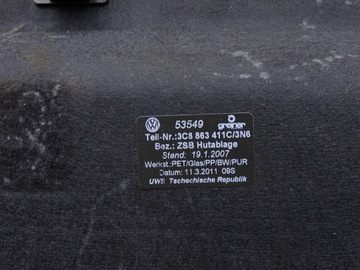 53549 greiner
Teil-Nr.:3C8 863 411C/3N6
Bez.: ZSB Hutablage
Stand: 19.1.2007
Werkst.:PET/Glas/PP/BW/PUR
Datum: 11.3.2011 09S
UWS Tschechische Republik